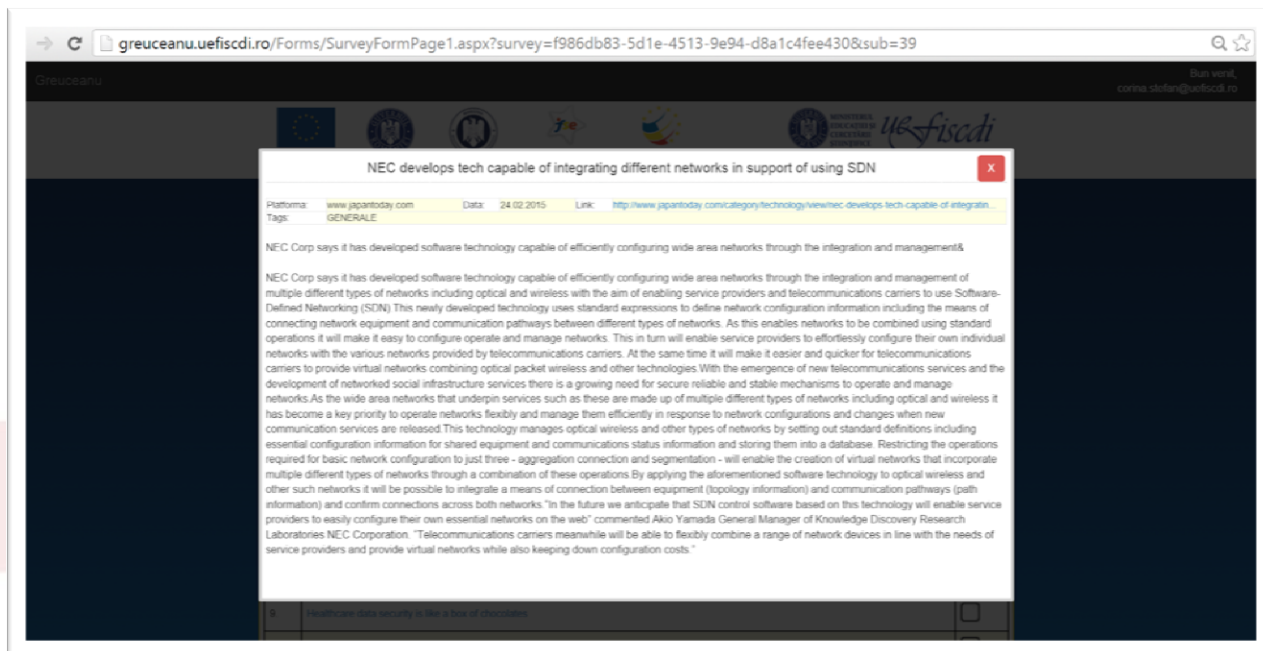 greuceanu.uefiscdi.ro/Forms/SurveyFormPage1.aspx?survey=f986db83-5d1e-4513-9e94-d8a1c4fee430&sub=39
Greuceanu
Bun venit,
corina.stefan@uefiscdi.ro
uefiscdi
NEC develops tech capable of integrating different networks in support of using SDN
X
Platforma: www.japantoday.com Data: 24.02.2015 Link: http://www.japantoday.com/category/technology/view/nec-develops-tech-capable-of-integratin...
Tags: GENERALE
NEC Corp says it has developed software technology capable of efficiently configuring wide area networks through the integration and management&
NEC Corp says it has developed software technology capable of efficiently configuring wide area networks through the integration and management of
multiple different types of networks including optical and wireless with the aim of enabling service providers and telecommunications carriers to use Software-
Defined Networking (SDN).This newly developed technology uses standard expressions to define network configuration information including the means of
connecting network equipment and communication pathways between different types of networks. As this enables networks to be combined using standard
operations it will make it easy to configure operate and manage networks. This in turn will enable service providers to effortlessly configure their own individual
networks with the various networks provided by telecommunications carriers. At the same time it will make it easier and quicker for telecommunications
carriers to provide virtual networks combining optical packet wireless and other technologies.With the emergence of new telecommunications services and the
development of networked social infrastructure services there is a growing need for secure reliable and stable mechanisms to operate and manage
networks.As the wide area networks that underpin services such as these are made up of multiple different types of networks including optical and wireless it
has become a key priority to operate networks flexibly and manage them efficiently in response to network configurations and changes when new
communication services are released.This technology manages optical wireless and other types of networks by setting out standard definitions including
essential configuration information for shared equipment and communications status information and storing them into a database. Restricting the operations
required for basic network configuration to just three - aggregation connection and segmentation - will enable the creation of virtual networks that incorporate
multiple different types of networks through a combination of these operations.By applying the aforementioned software technology to optical wireless and
other such networks it will be possible to integrate a means of connection between equipment (topology information) and communication pathways (path
information) and confirm connections across both networks."In the future we anticipate that SDN control software based on this technology will enable service
providers to easily configure their own essential networks on the web" commented Akio Yamada General Manager of Knowledge Discovery Research
Laboratories NEC Corporation. "Telecommunications carriers meanwhile will be able to flexibly combine a range of network devices in line with the needs of
service providers and provide virtual networks while also keeping down configuration costs."
9. Healthcare data security is like a box of chocolates